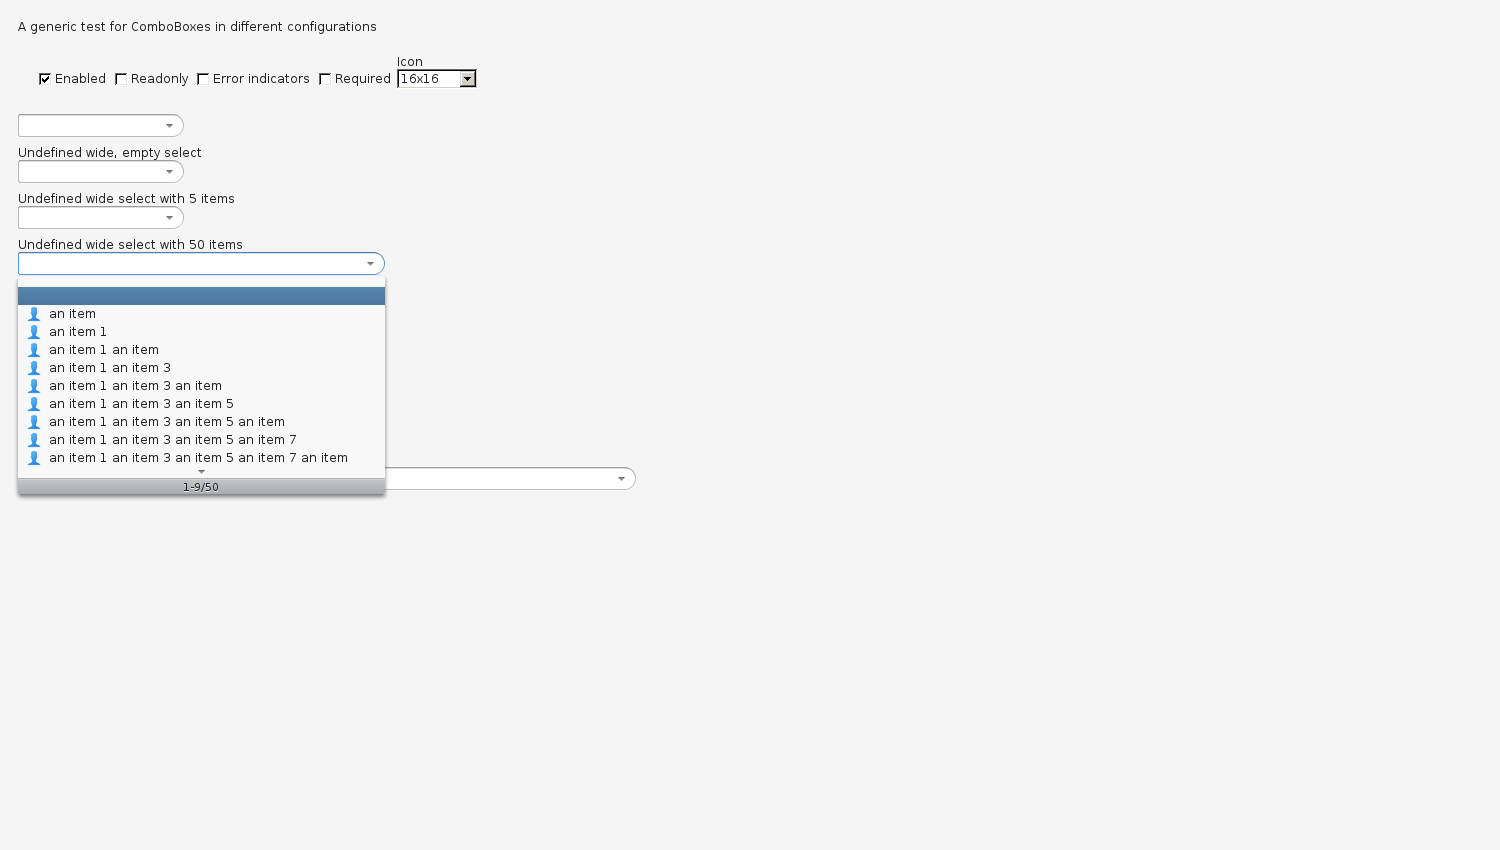 A generic test for ComboBoxes in different configurations
Icon
Enabled Readonly Error indicators Required 16x16
Undefined wide, empty select
Undefined wide select with 5 items
Undefined wide select with 50 items
an item
an item 1
an item 1 an item
an item 1 an item 3
an item 1 an item 3 an item
an item 1 an item 3 an item 5
an item 1 an item 3 an item 5 an item
an item 1 an item 3 an item 5 an item 7
an item 1 an item 3 an item 5 an item 7 an item
1-9/50